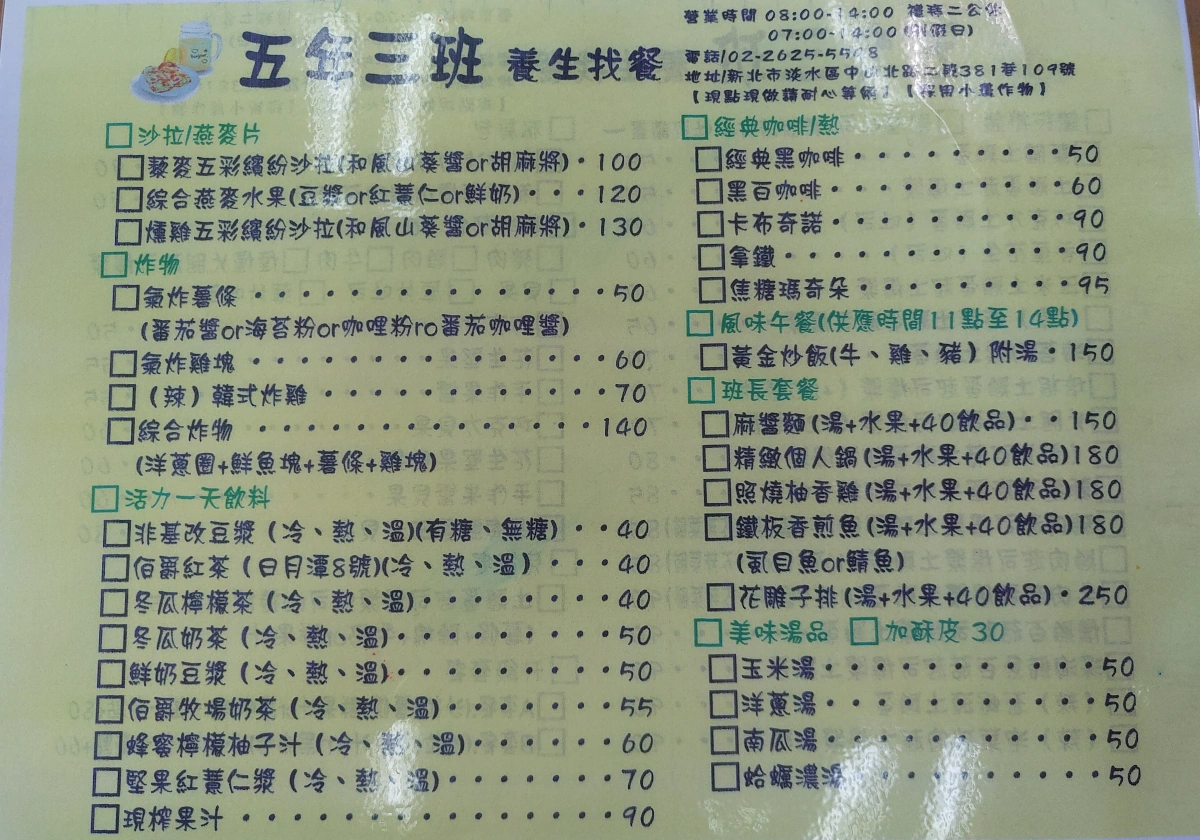 五年三班 養生找餐
營業時間 08:00-14:00 禮拜二公休
07:00-14:00(例假日)
電話/02-2625-55
地址/新北市淡水區中山北路二段381巷109號
【現點現做請耐心等候】【採用小農作物】
沙拉/燕麥片
藜麥五彩繽紛沙拉(和風山葵醬or胡麻將)・100
綜合燕麥水果(豆漿or紅薏仁or鮮奶)・・・120
燻雞五彩繽紛沙拉(和風山葵醬or胡麻將)・130
炸物
氣炸薯條・・・・・・・・・・・・・・・50
(番茄醬or海苔粉or咖哩粉ro番茄咖哩醬)
氣炸雞塊・・・・・・・・・・・・・・・60
(辣)韓式炸雞・・・・・・・・・・・・70
綜合炸物・・・・・・・・・・・・・・・140
(洋蔥圈+鮮魚塊+薯條+雞塊)
活力一天飲料
非基改豆漿(冷、熱、溫)(有糖、無糖)・・40
伯爵紅茶(日月潭8號)(冷、熱、溫)・・・40
冬瓜檸檬茶(冷、熱、溫)・・・・・・・・40
冬瓜奶茶(冷、熱、溫)・・・・・・・・・50
鮮奶豆漿(冷、熱、溫)・・・・・・・・・50
伯爵牧場奶茶(冷、熱、溫)・・・・・・・55
蜂蜜檸檬柚子汁(冷、熱、溫)・・・・・・60
堅果紅薏仁漿(冷、熱、溫)・・・・・・・70
現榨果汁・・・・・・・・・・・・・・・90
經典咖啡/熱
經典黑咖啡・・・・・・・・・50
黑白咖啡・・・・・・・・・・60
卡布奇諾・・・・・・・・・・90
拿鐵・・・・・・・・・・・・90
焦糖瑪奇朵・・・・・・・・・95
風味午餐(供應時間11點至14點)
黃金炒飯(牛、雞、豬)附湯・150
班長套餐
麻醬麵(湯+水果+40飲品)・・150
精緻個人鍋(湯+水果+40飲品)180
照燒柚香雞(湯+水果+40飲品)180
鐵板香煎魚(湯+水果+40飲品)180
(虱目魚or鯖魚)
花雕子排(湯+水果+40飲品)・250
美味湯品 加酥皮 30
玉米湯・・・・・・・・・・・50
洋蔥湯・・・・・・・・・・・50
南瓜湯・・・・・・・・・・・50
蛤蠣濃湯・・・・・・・・・・50